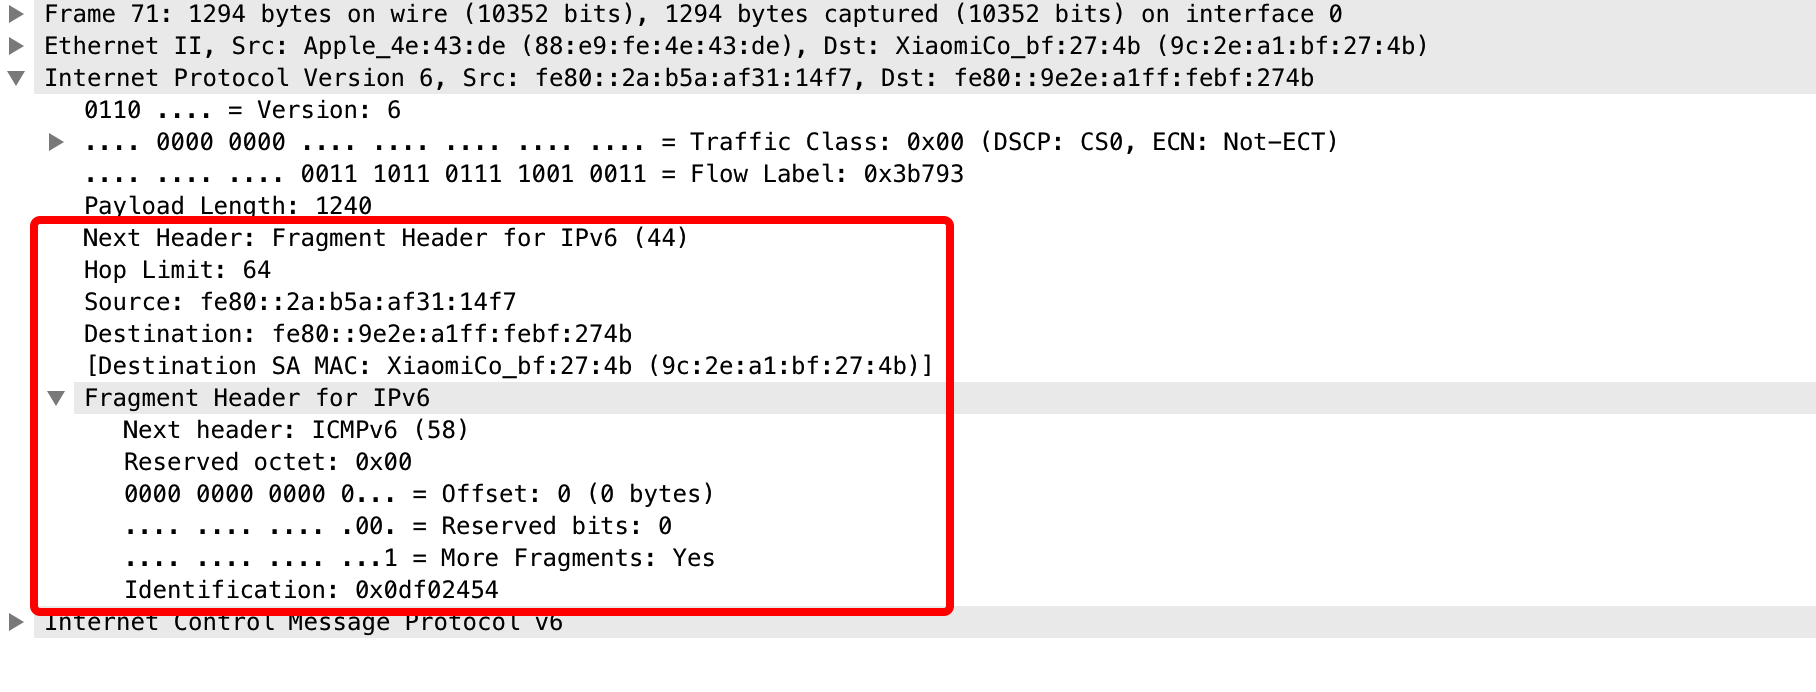 Frame 71: 1294 bytes on wire (10352 bits), 1294 bytes captured (10352 bits) on interface 0
Ethernet II, Src: Apple_4e:43:de (88:e9:fe:4e:43:de), Dst: XiaomiCo_bf:27:4b (9c:2e:a1:bf:27:4b)
Internet Protocol Version 6, Src: fe80::2a:b5a:af31:14f7, Dst: fe80::9e2e:a1ff:febf:274b
0110 .... = Version: 6
.... 0000 0000 .... .... .... .... .... = Traffic Class: 0x00 (DSCP: CS0, ECN: Not-ECT)
.... .... .... 0011 1011 0111 1001 0011 = Flow Label: 0x3b793
Payload Length: 1240
Next Header: Fragment Header for IPv6 (44)
Hop Limit: 64
Source: fe80::2a:b5a:af31:14f7
Destination: fe80::9e2e:a1ff:febf:274b
[Destination SA MAC: XiaomiCo_bf:27:4b (9c:2e:a1:bf:27:4b)]
Fragment Header for IPv6
Next header: ICMPv6 (58)
Reserved octet: 0x00
0000 0000 0000 0... = Offset: 0 (0 bytes)
.... .... .... .00. = Reserved bits: 0
.... .... .... ...1 = More Fragments: Yes
Identification: 0x0df02454
Internet Control Message Protocol v6